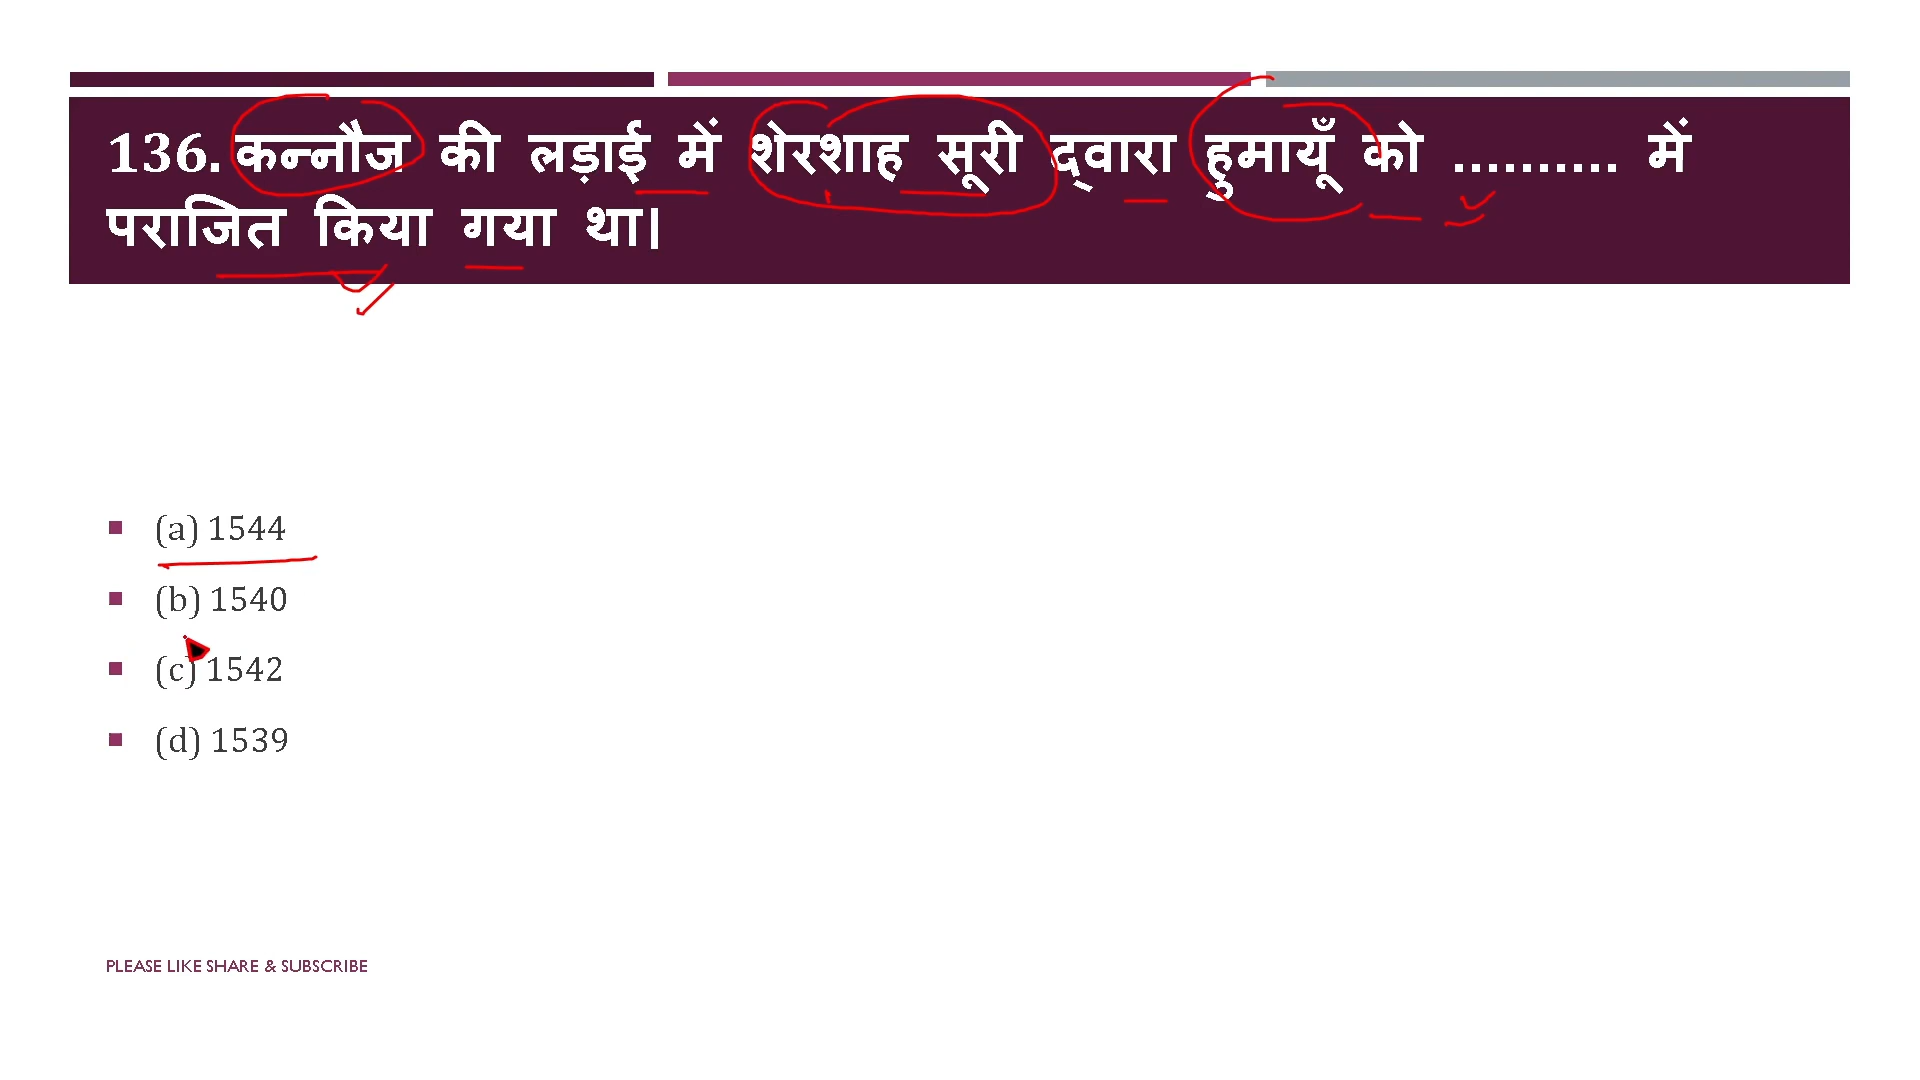 136. कन्नौज की लड़ाई में शेरशाह सूरी द्वारा हुमायूँ को .......... में
पराजित किया गया था।
(a) 1544
(b) 1540
(c) 1542
(d) 1539
PLEASE LIKE SHARE & SUBSCRIBE